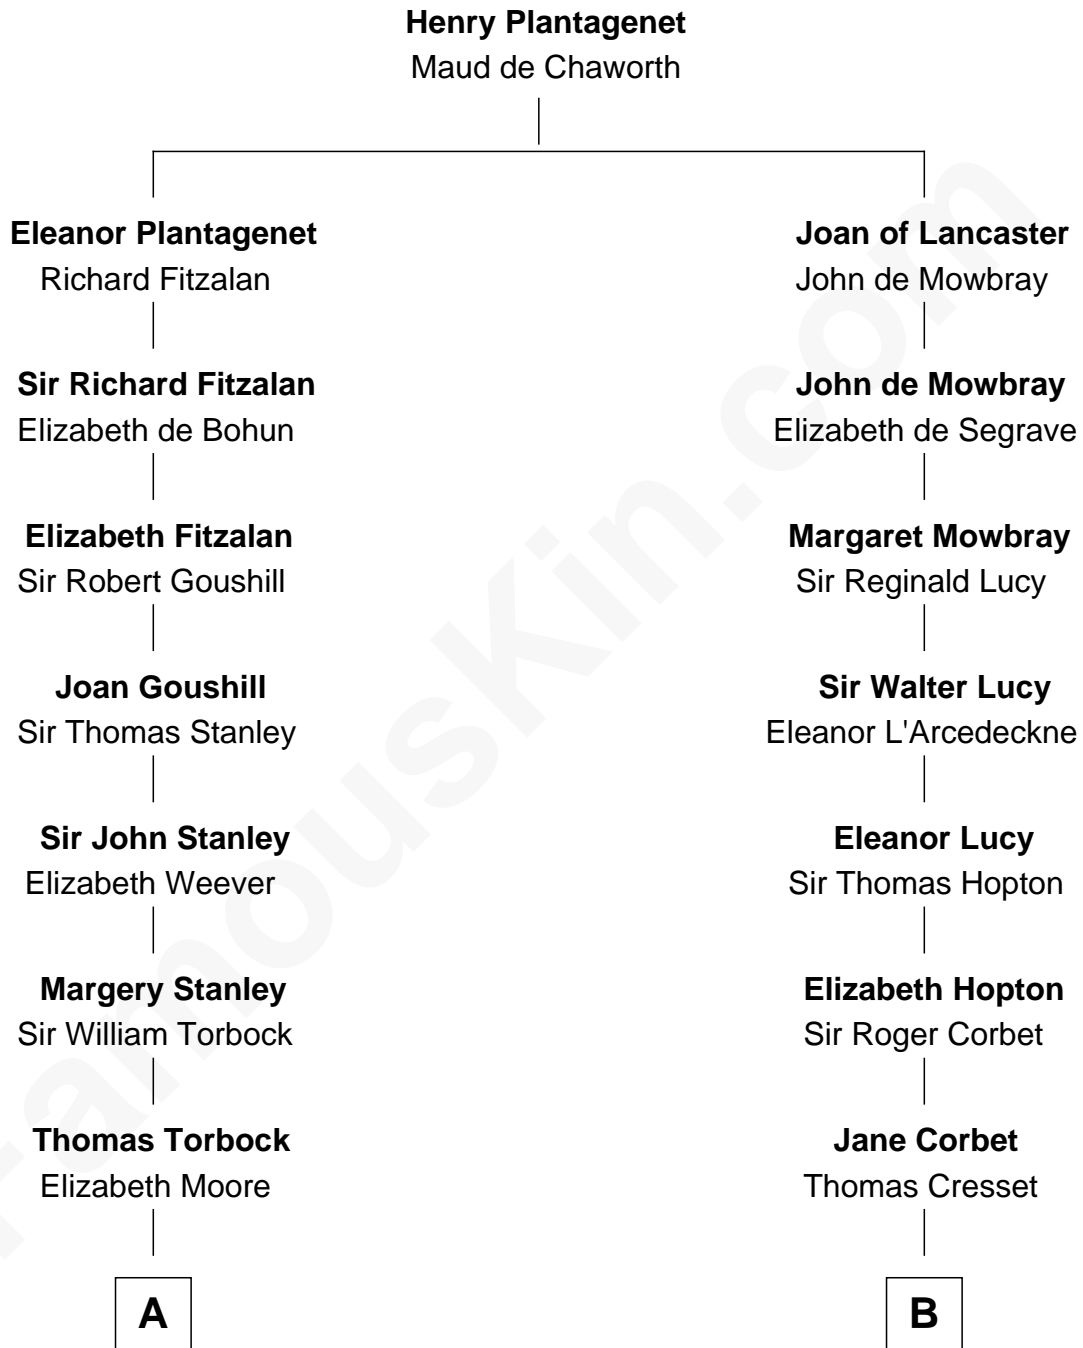 Henry Plantagenet
Maud de Chaworth
Eleanor Plantagenet
Richard Fitzalan
Joan of Lancaster
John de Mowbray
Sir Richard Fitzalan
Elizabeth de Bohun
John de Mowbray
Elizabeth de Segrave
Elizabeth Fitzalan
Sir Robert Goushill
Margaret Mowbray
Sir Reginald Lucy
Joan Goushill
Sir Thomas Stanley
Sir Walter Lucy
Eleanor L'Arcedeckne
Sir John Stanley
Elizabeth Weever
Eleanor Lucy
Sir Thomas Hopton
Margery Stanley
Sir William Torbock
Elizabeth Hopton
Sir Roger Corbet
Thomas Torbock
Elizabeth Moore
Jane Corbet
Thomas Cresset
A
B
FamousKin.com